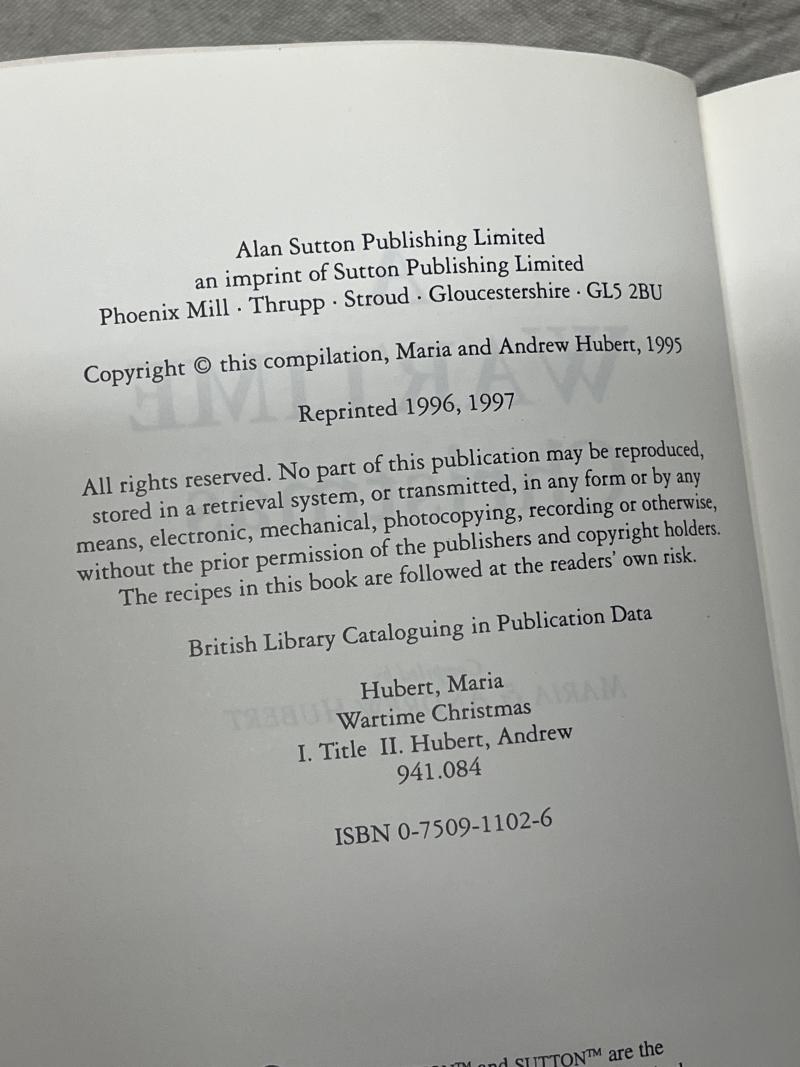 Alan Sutton Publishing Limited
an imprint of Sutton Publishing Limited
Phoenix Mill · Thrupp · Stroud · Gloucestershire · GL5 2BU
Copyright © this compilation, Maria and Andrew Hubert, 1995
Reprinted 1996, 1997
All rights reserved. No part of this publication may be reproduced,
stored in a retrieval system, or transmitted, in any form or by any
means, electronic, mechanical, photocopying, recording or otherwise,
without the prior permission of the publishers and copyright holders.
The recipes in this book are followed at the readers' own risk.
British Library Cataloguing in Publication Data
Hubert, Maria
Wartime Christmas
I. Title II. Hubert, Andrew
941.084
ISBN 0-7509-1102-6
and SUTTON™ are the